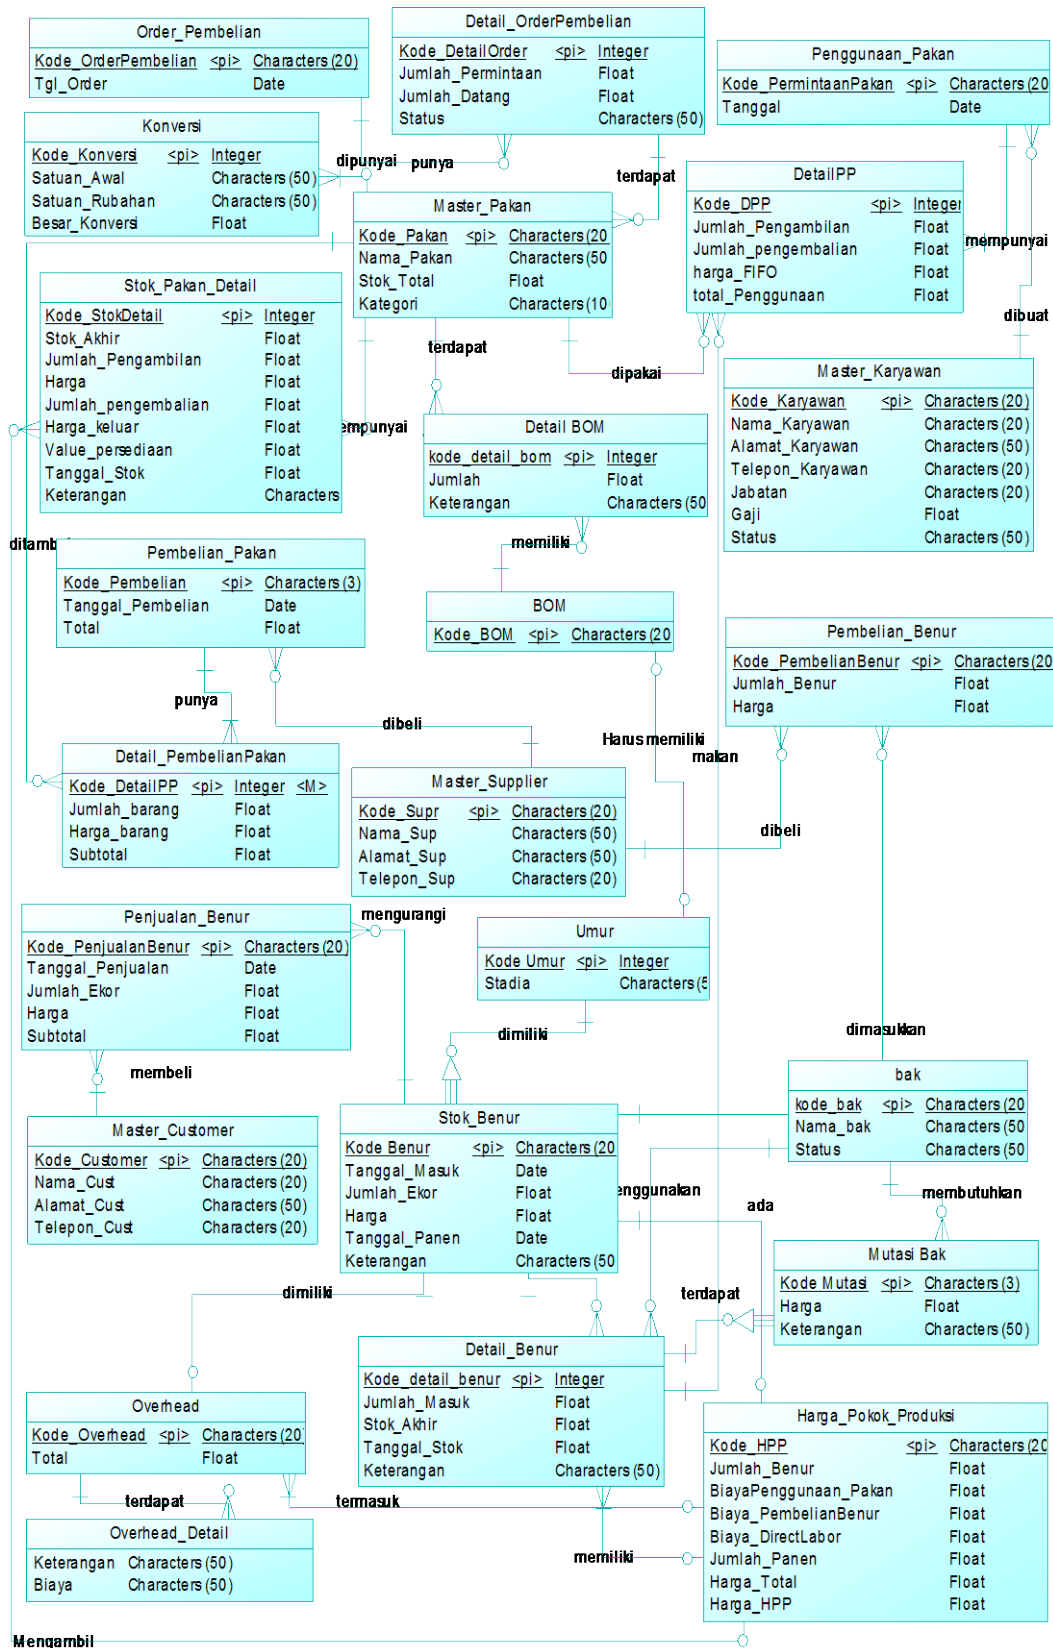 Order_Pembelian
Kode_OrderPembelian <pi> Characters (20)
Tgl_Order Date
Detail_OrderPembelian
Kode_DetailOrder <pi> Integer
Jumlah_Permintaan Float
Jumlah_Datang Float
Status Characters (50)
Penggunaan_Pakan
Kode_PermintaanPakan <pi> Characters (20
Tanggal Date
Konversi
Kode_Konversi <pi> Integer
Satuan_Awal Characters (50)
Satuan_Rubahan Characters (50)
Besar_Konversi Float
dipunyai
punya
terdapat
DetailPP
Kode_DPP <pi> Integer
Jumlah_Pengambilan Float
Jumlah_pengembalian Float
harga_FIFO Float
total_Penggunaan Float
mempunyai
Master_Pakan
Kode_Pakan <pi> Characters (20
Nama_Pakan Characters (50
Stok_Total Float
Kategori Characters (10
Stok_Pakan_Detail
Kode_StokDetail <pi> Integer
Stok_Akhir Float
Jumlah_Pengambilan Float
Harga Float
Jumlah_pengembalian Float
Harga_keluar Float
Value_persediaan Float
Tanggal_Stok Float
Keterangan Characters
terdapat
dipakai
dibuat
empunyai
Master_Karyawan
Kode_Karyawan <pi> Characters (20)
Nama_Karyawan Characters (20)
Alamat_Karyawan Characters (50)
Telepon_Karyawan Characters (20)
Jabatan Characters (20)
Gaji Float
Status Characters (50)
Detail BOM
kode_detail_bom <pi> Integer
Jumlah Float
Keterangan Characters (50
ditamb
memiliki
Pembelian_Pakan
Kode_Pembelian <pi> Characters (3)
Tanggal_Pembelian Date
Total Float
BOM
Kode_BOM <pi> Characters (20
Pembelian_Benur
Kode_PembelianBenur <pi> Characters (20
Jumlah_Benur Float
Harga Float
punya
dibeli
Harus memiliki
makan
Detail_PembelianPakan
Kode_DetailPP <pi> Integer <M>
Jumlah_barang Float
Harga_barang Float
Subtotal Float
Master_Supplier
Kode_Supr <pi> Characters (20)
Nama_Sup Characters (50)
Alamat_Sup Characters (50)
Telepon_Sup Characters (20)
dibeli
Penjualan_Benur
Kode_PenjualanBenur <pi> Characters (20)
Tanggal_Penjualan Date
Jumlah_Ekor Float
Harga Float
Subtotal Float
mengurangi
Umur
Kode Umur <pi> Integer
Stadia Characters (5
dimiliki
dimasukkan
membeli
Master_Customer
Kode_Customer <pi> Characters (20)
Nama_Cust Characters (20)
Alamat_Cust Characters (50)
Telepon_Cust Characters (20)
Stok_Benur
Kode Benur <pi> Characters (20
Tanggal_Masuk Date
Jumlah_Ekor Float
Harga Float
Tanggal_Panen Date
Keterangan Characters (50
bak
kode_bak <pi> Characters (20
Nama_bak Characters (50
Status Characters (50
enggunakan
ada
membutuhkan
Mutasi Bak
Kode Mutasi <pi> Characters (3)
Harga Float
Keterangan Characters (50)
dimiliki
terdapat
Detail_Benur
Kode_detail_benur <pi> Integer
Jumlah_Masuk Float
Stok_Akhir Float
Tanggal_Stok Float
Keterangan Characters (50)
Overhead
Kode_Overhead <pi> Characters (20
Total Float
Harga_Pokok_Produksi
Kode_HPP <pi> Characters (20
Jumlah_Benur Float
BiayaPenggunaan_Pakan Float
Biaya_PembelianBenur Float
Biaya_DirectLabor Float
Jumlah_Panen Float
Harga_Total Float
Harga_HPP Float
terdapat
termasuk
Overhead_Detail
Keterangan Characters (50)
Biaya Characters (50)
memiliki
Mengambil